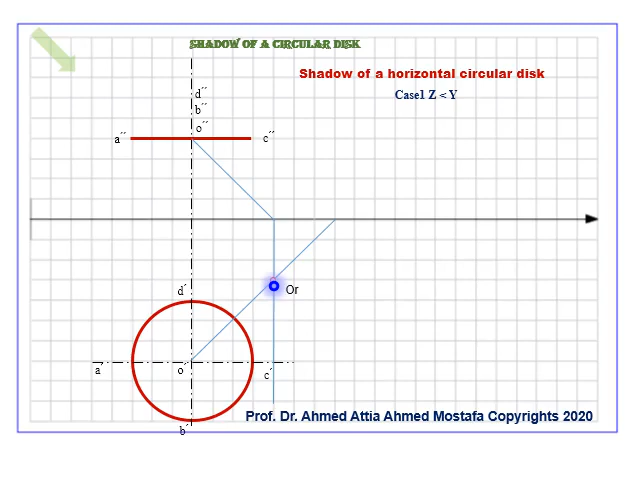 SHADOW OF A CIRCULAR DISK
Shadow of a horizontal circular disk
Case1 Z < Y
d´´
b´´
o´´
a´´
c´´
d´
Or
a´
o´
c´
b´
Prof. Dr. Ahmed Attia Ahmed Mostafa Copyrights 2020